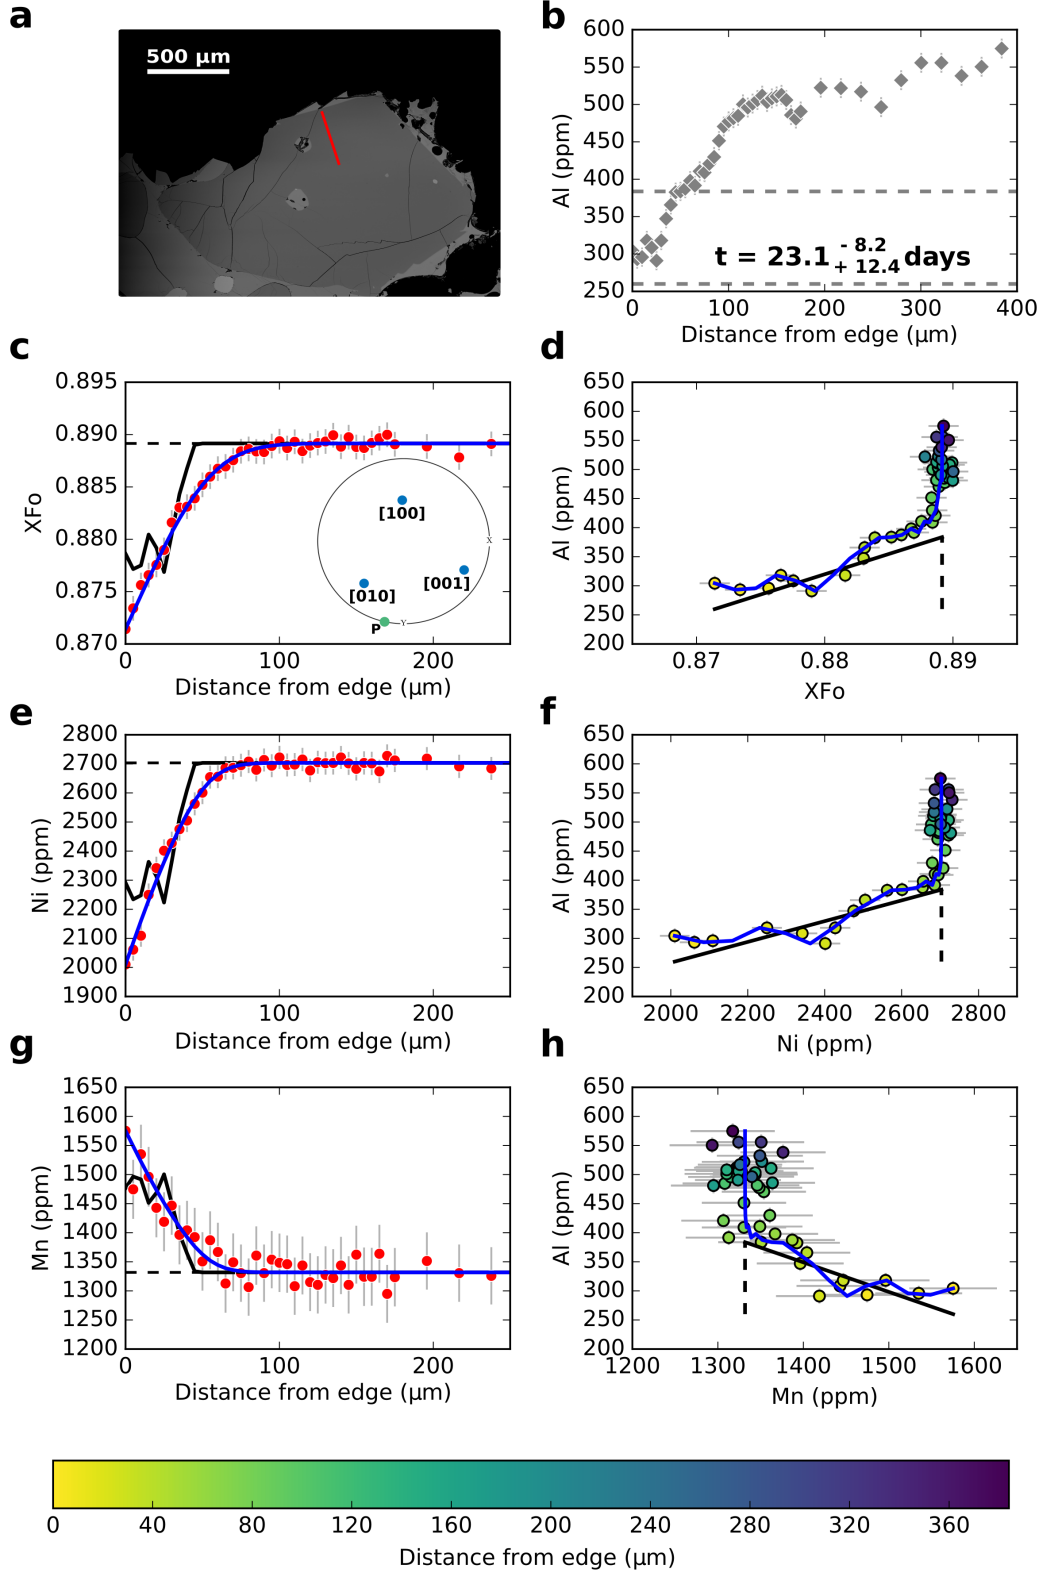 a
500 µm
b
600
550
500
450
400
350
300
250
Al (ppm)
t = 23.1 - 8.2 + 12.4 days
0 100 200 300 400
Distance from edge (µm)
c
0.895
0.890
0.885
0.880
0.875
0.870
XFo
[100]
X
[001]
[010]
P
Y
0 100 200
Distance from edge (µm)
d
650
600
550
500
450
400
350
300
250
200
Al (ppm)
0.87 0.88 0.89
XFo
e
2800
2700
2600
2500
2400
2300
2200
2100
2000
1900
Ni (ppm)
0 100 200
Distance from edge (µm)
f
650
600
550
500
450
400
350
300
250
200
Al (ppm)
2000 2200 2400 2600 2800
Ni (ppm)
g
1650
1600
1550
1500
1450
1400
1350
1300
1250
1200
Mn (ppm)
0 100 200
Distance from edge (µm)
h
650
600
550
500
450
400
350
300
250
200
Al (ppm)
1200 1300 1400 1500 1600
Mn (ppm)
0 40 80 120 160 200 240 280 320 360
Distance from edge (µm)